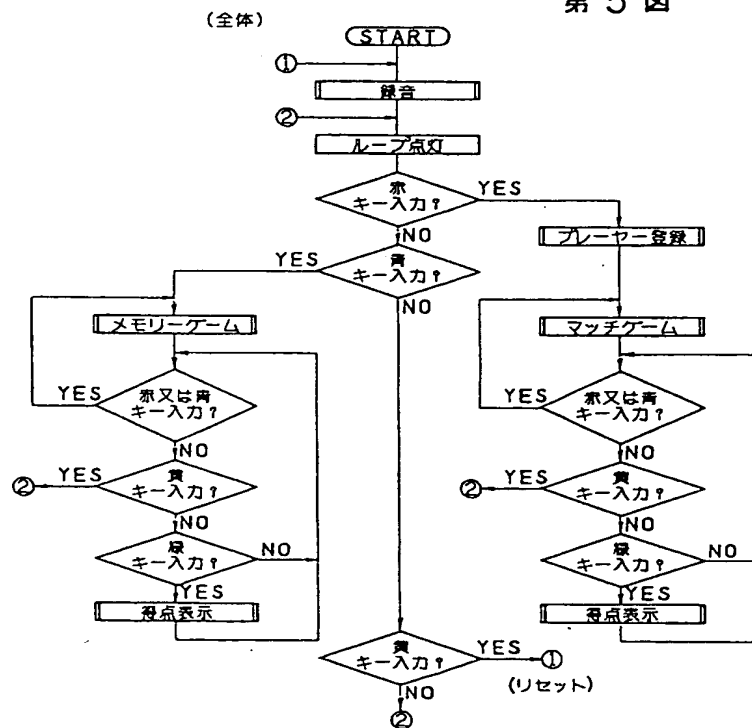 第5図
(全体)
START
①
録音
②
ループ点灯
赤
キー入力?
YES
NO
プレーヤー登録
青
キー入力?
YES
NO
メモリーゲーム
マッチゲーム
赤又は青
キー入力?
YES
NO
赤又は青
キー入力?
YES
NO
黄
キー入力?
YES
②
NO
黄
キー入力?
YES
②
NO
緑
キー入力?
NO
YES
緑
キー入力?
NO
YES
得点表示
得点表示
黄
キー入力?
YES
①
(リセット)
NO
②